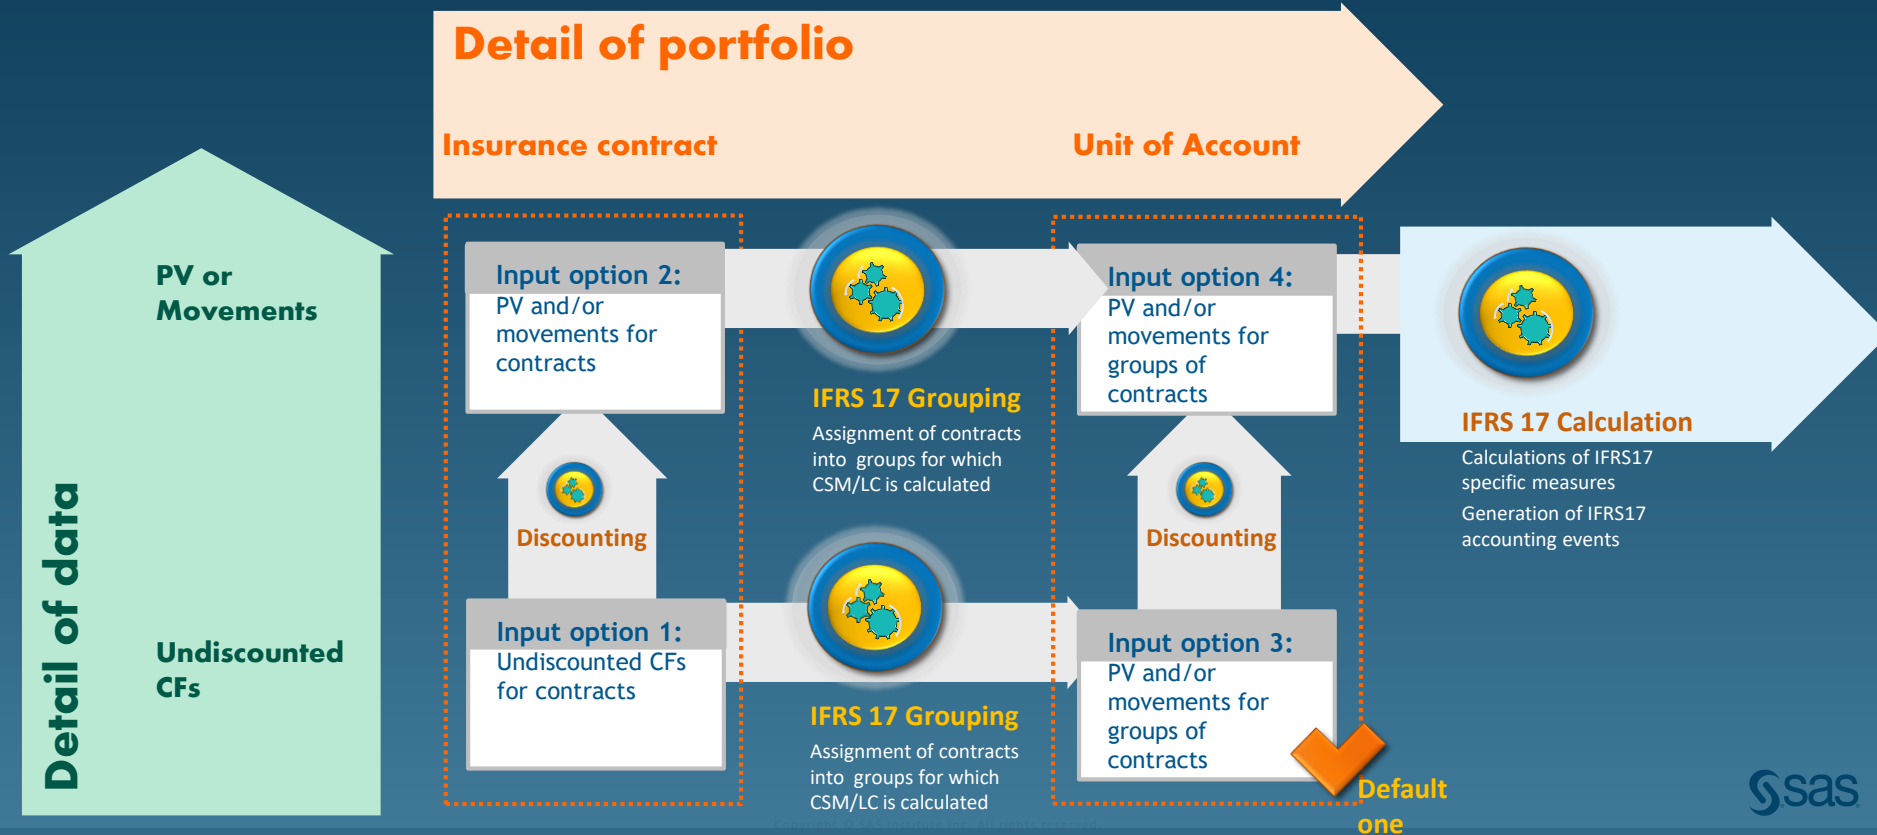 Detail of portfolio
Insurance contract
Unit of Account
Detail of data
PV or
Movements
Undiscounted
CFs
Input option 2:
PV and/or
movements for
contracts
IFRS 17 Grouping
Assignment of contracts
into groups for which
CSM/LC is calculated
Input option 4:
PV and/or
movements for
groups of
contracts
IFRS 17 Calculation
Calculations of IFRS17
specific measures
Generation of IFRS17
accounting events
Discounting
Discounting
Input option 1:
Undiscounted CFs
for contracts
IFRS 17 Grouping
Assignment of contracts
into groups for which
CSM/LC is calculated
Input option 3:
PV and/or
movements for
groups of
contracts
Default
one
sas